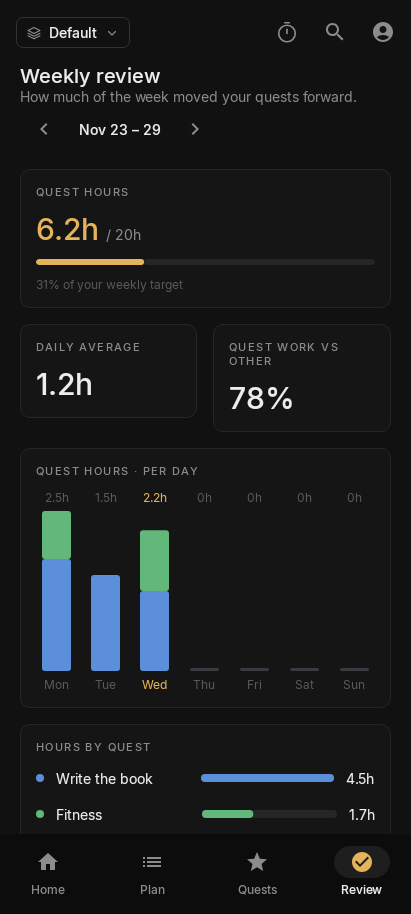 Default
Weekly review
How much of the week moved your quests forward.
Nov 23 – 29
QUEST HOURS
6.2h / 20h
31% of your weekly target
DAILY AVERAGE
1.2h
QUEST WORK VS
OTHER
78%
QUEST HOURS · PER DAY
2.5h 1.5h 2.2h 0h 0h 0h 0h
Mon Tue Wed Thu Fri Sat Sun
HOURS BY QUEST
Write the book 4.5h
Fitness 1.7h
Home Plan Quests Review